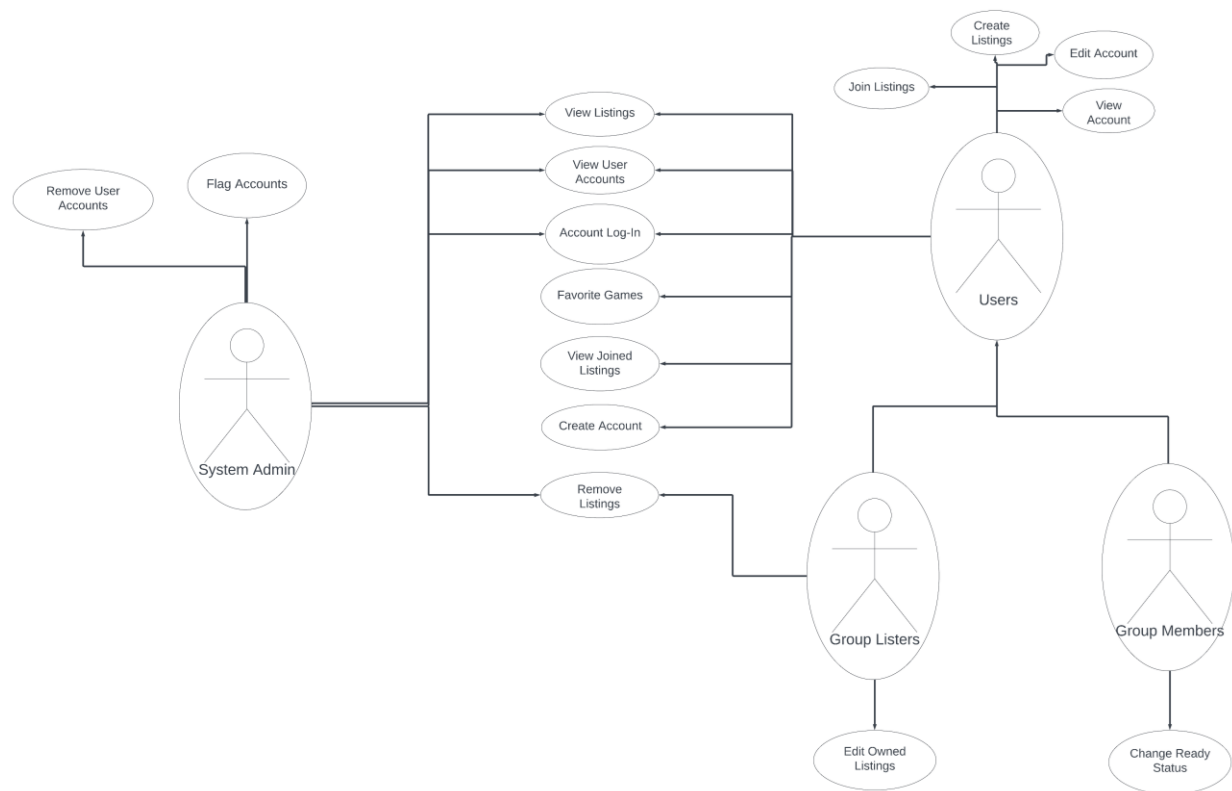 Create
Listings
Edit Account
Join Listings
View
Account
View Listings
View User
Accounts
Flag Accounts
Remove User
Accounts
Account Log-In
Favorite Games
Users
View Joined
Listings
Create Account
System Admin
Remove
Listings
Group Listers
Group Members
Edit Owned
Listings
Change Ready
Status